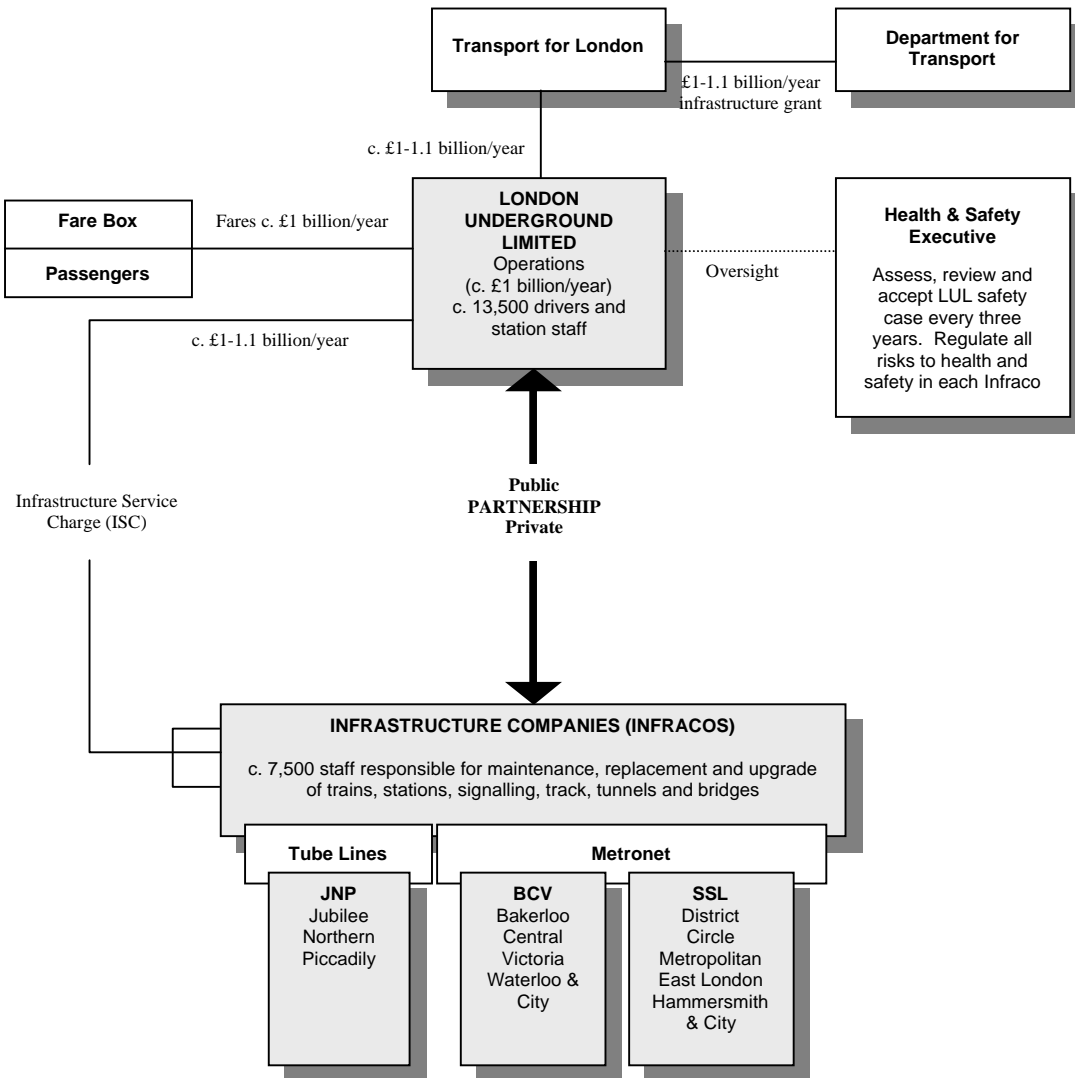 Transport for London
Department for
Transport
£1-1.1 billion/year
infrastructure grant
c. £1-1.1 billion/year
Fare Box
Passengers
Fares c. £1 billion/year
LONDON
UNDERGROUND
LIMITED
Operations
(c. £1 billion/year)
c. 13,500 drivers and
station staff
Oversight
Health & Safety
Executive
Assess, review and
accept LUL safety
case every three
years. Regulate all
risks to health and
safety in each Infraco
c. £1-1.1 billion/year
Infrastructure Service
Charge (ISC)
Public
PARTNERSHIP
Private
INFRASTRUCTURE COMPANIES (INFRACOS)
c. 7,500 staff responsible for maintenance, replacement and upgrade
of trains, stations, signalling, track, tunnels and bridges
Tube Lines
Metronet
JNP
Jubilee
Northern
Piccadily
BCV
Bakerloo
Central
Victoria
Waterloo &
City
SSL
District
Circle
Metropolitan
East London
Hammersmith
& City